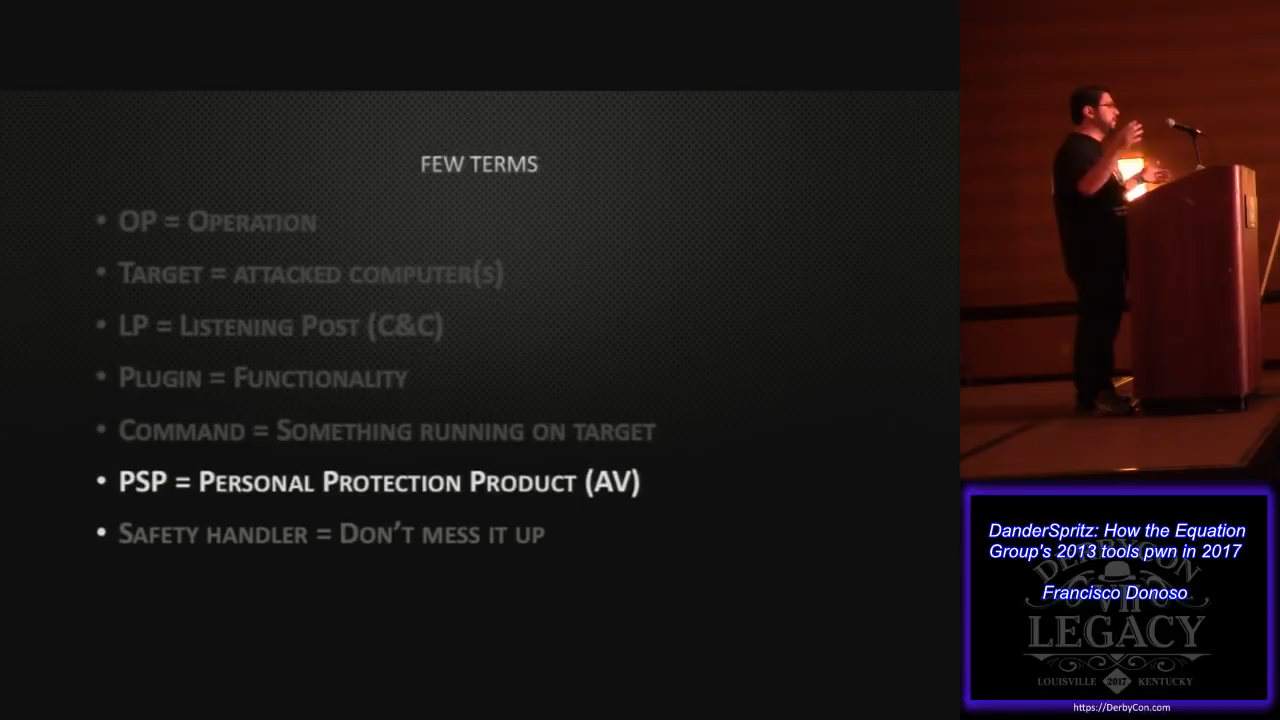 FEW TERMS
• OP = OPERATION
• TARGET = ATTACKED COMPUTER(S)
• LP = LISTENING POST (C&C)
• PLUGIN = FUNCTIONALITY
• COMMAND = SOMETHING RUNNING ON TARGET
• PSP = PERSONAL PROTECTION PRODUCT (AV)
• SAFETY HANDLER = DON'T MESS IT UP
DanderSpritz: How the Equation
Group's 2013 tools pwn in 2017
Francisco Donoso
DERBYCON
VII
LEGACY
LOUISVILLE 2017 KENTUCKY
https://DerbyCon.com